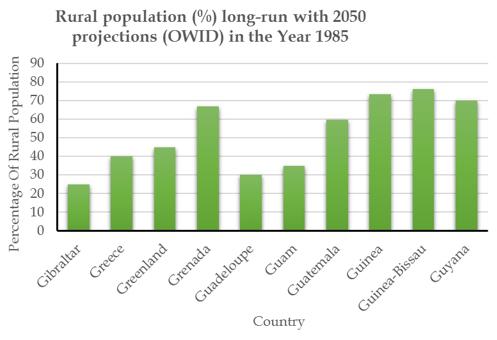 Rural population (%) long-run with 2050
projections (OWID) in the Year 1985
Percentage Of Rural Population
90
80
70
60
50
40
30
20
10
0
Gibraltar
Greece
Greenland
Grenada
Guadeloupe
Guam
Guatemala
Guinea
Guinea-Bissau
Guyana
Country